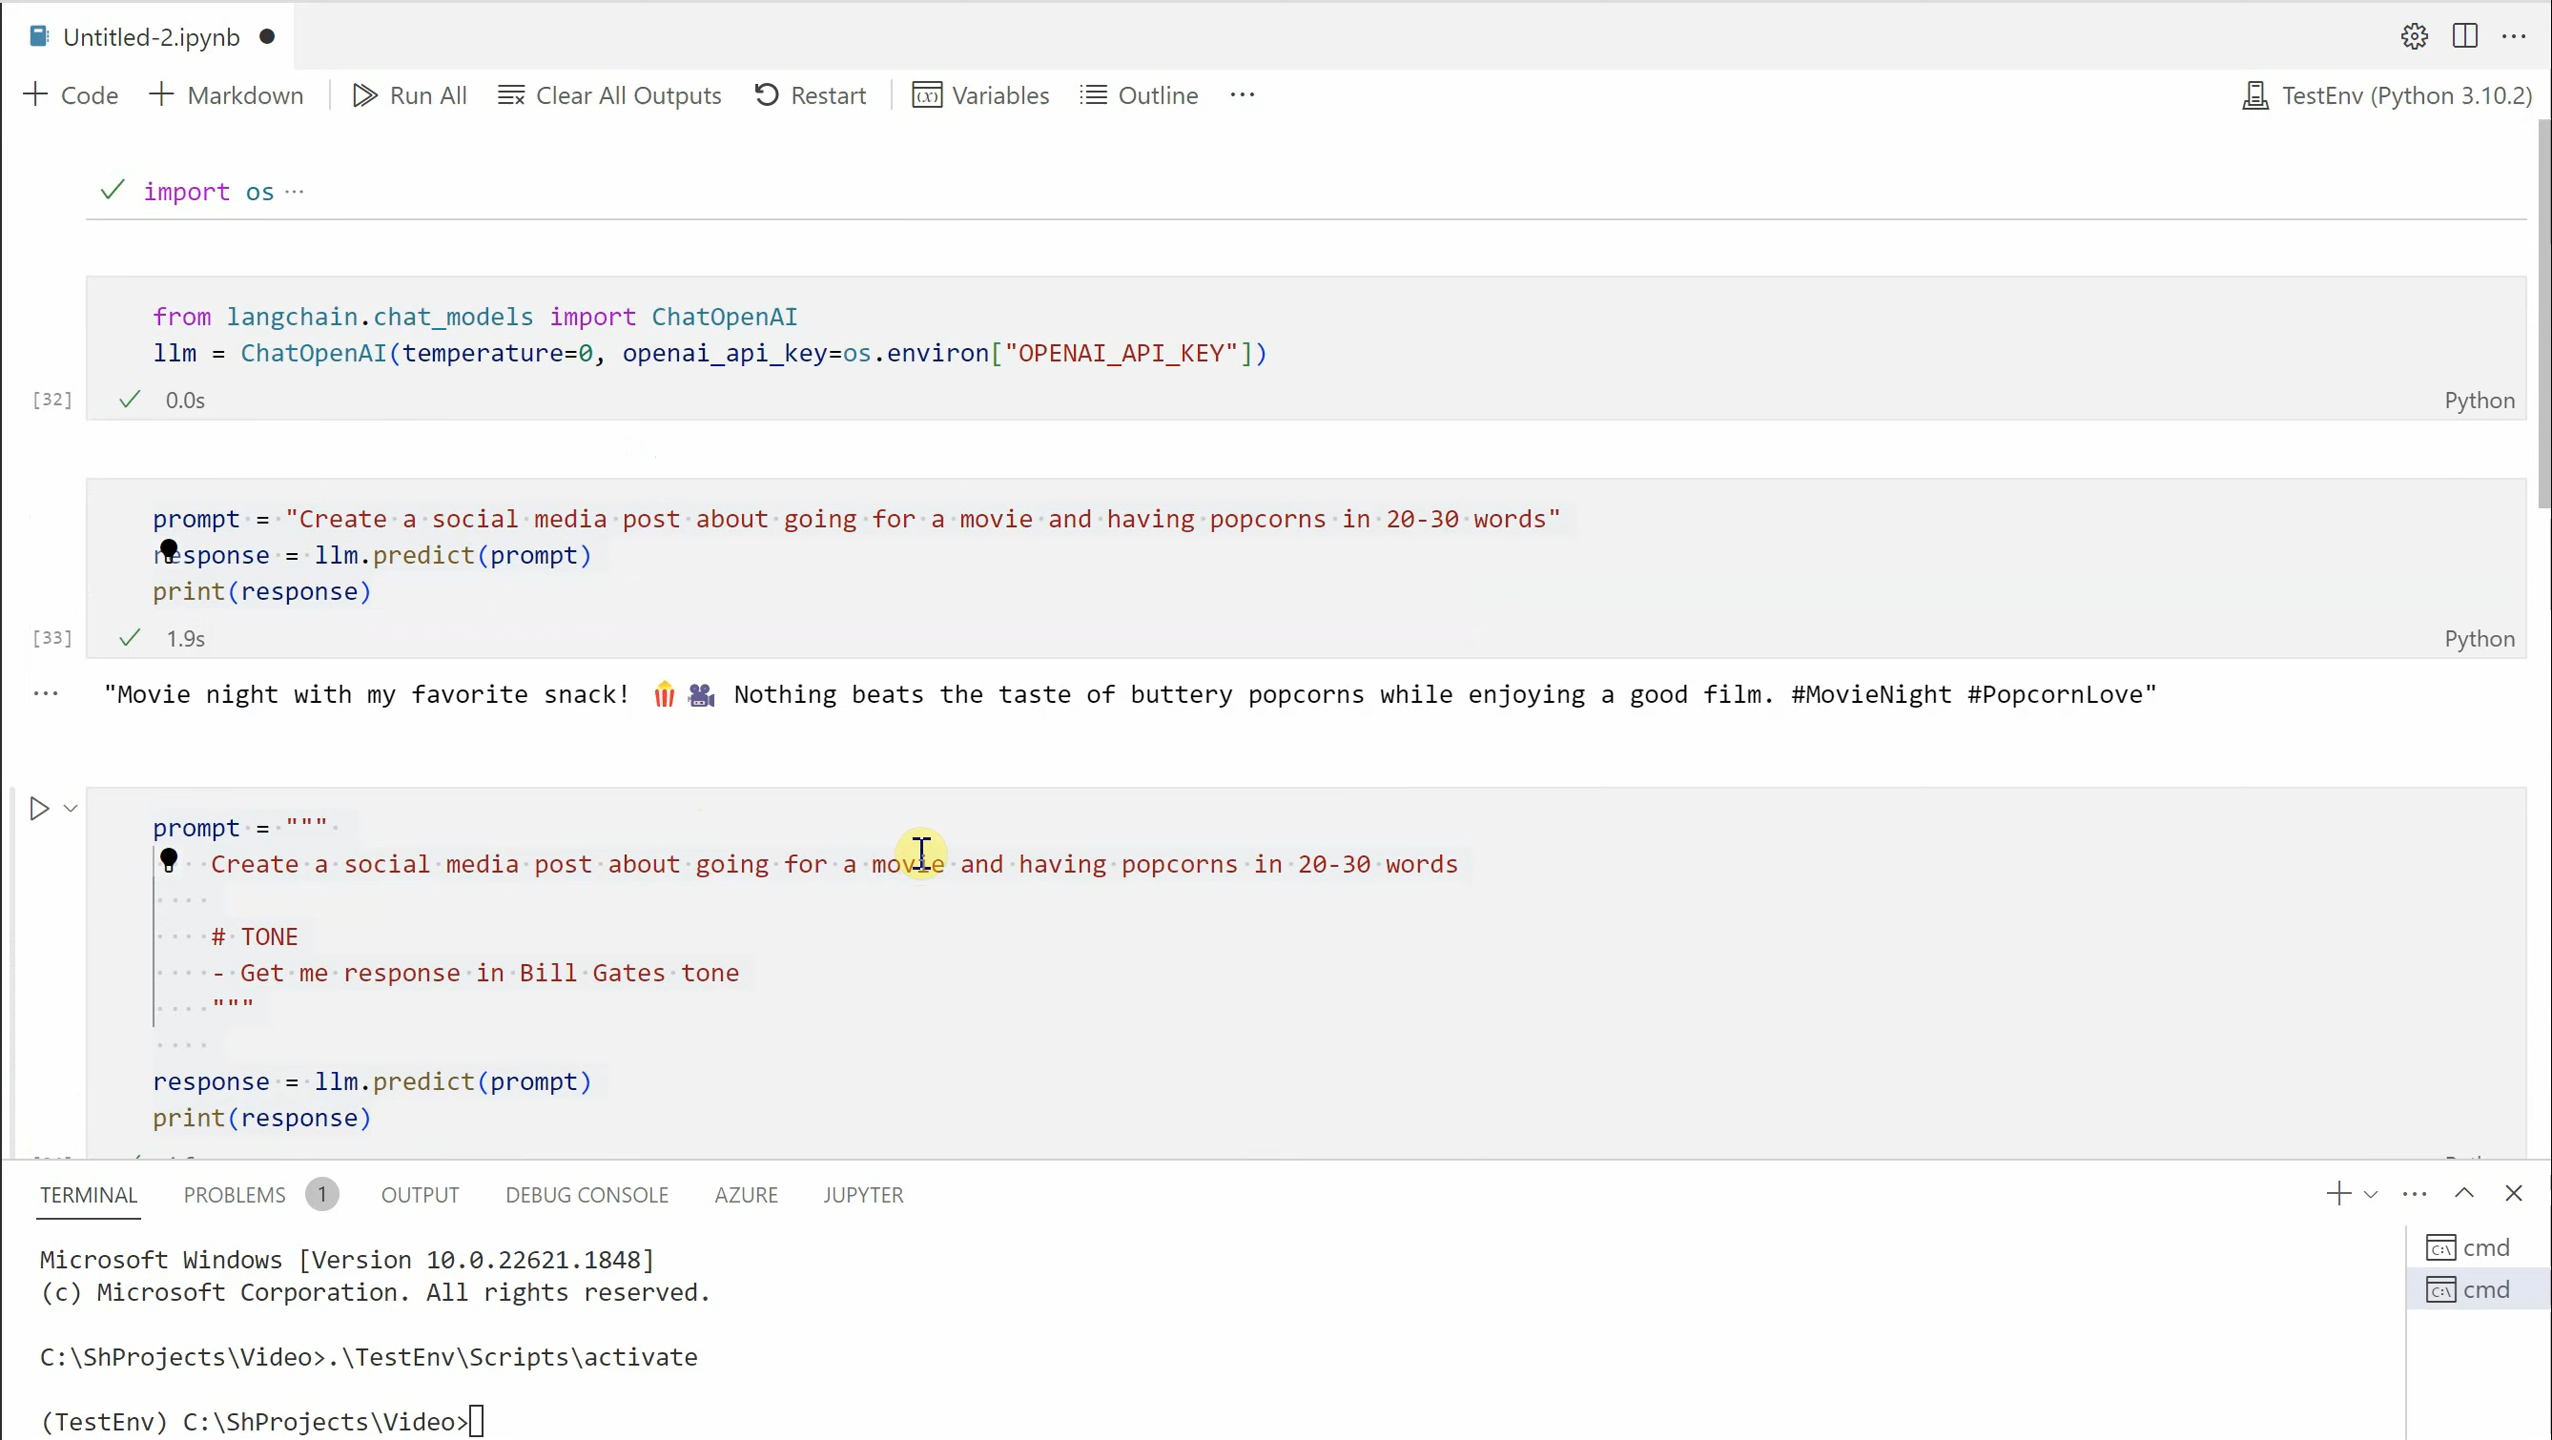 Untitled-2.ipynb
Code Markdown Run All Clear All Outputs Restart Variables Outline ... TestEnv (Python 3.10.2)
import os ...
from langchain.chat_models import ChatOpenAI
llm = ChatOpenAI(temperature=0, openai_api_key=os.environ["OPENAI_API_KEY"])
[32] 0.0s Python
prompt = "Create a social media post about going for a movie and having popcorns in 20-30 words"
response = llm.predict(prompt)
print(response)
[33] 1.9s Python
... "Movie night with my favorite snack! 🍿🎥 Nothing beats the taste of buttery popcorns while enjoying a good film. #MovieNight #PopcornLove"
prompt = """
Create a social media post about going for a movie and having popcorns in 20-30 words
# TONE
- Get me response in Bill Gates tone
"""
response = llm.predict(prompt)
print(response)
TERMINAL PROBLEMS 1 OUTPUT DEBUG CONSOLE AZURE JUPYTER
Microsoft Windows [Version 10.0.22621.1848]
(c) Microsoft Corporation. All rights reserved.
C:\ShProjects\Video>.\TestEnv\Scripts\activate
(TestEnv) C:\ShProjects\Video>
cmd
cmd